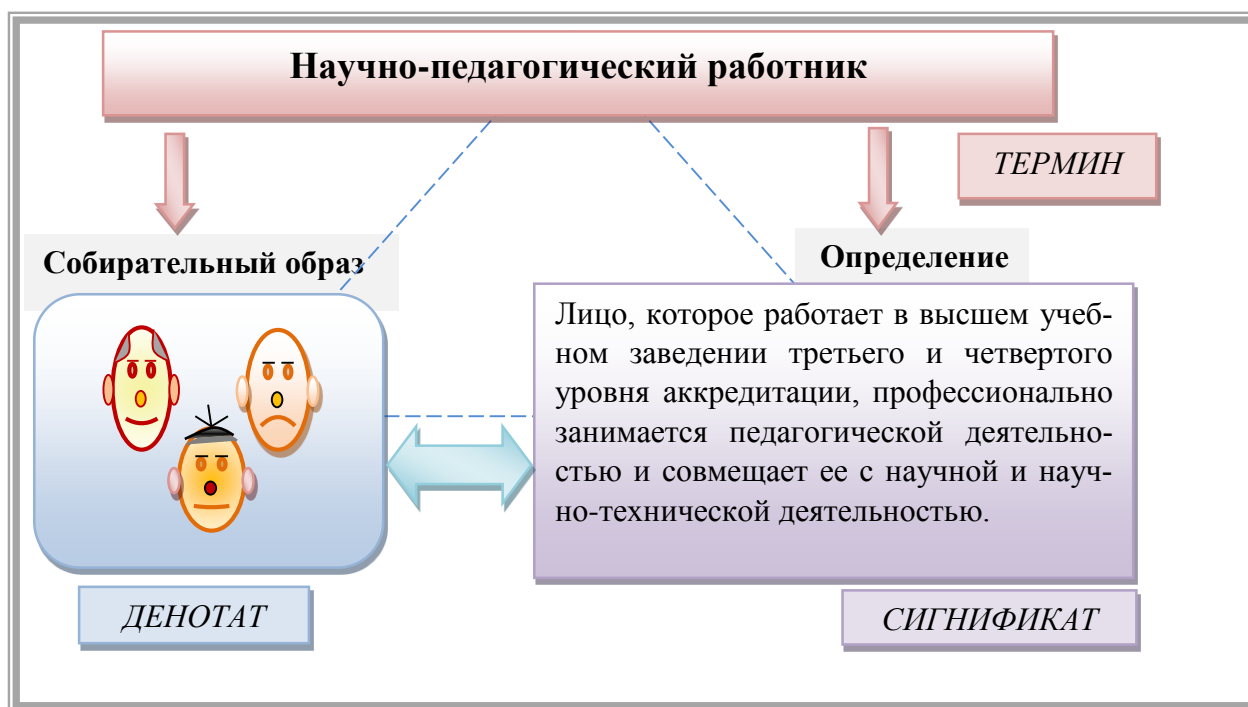 Научно-педагогический работник
ТЕРМИН
Собирательный образ
Определение
Лицо, которое работает в высшем учеб-
ном заведении третьего и четвертого
уровня аккредитации, профессионально
занимается педагогической деятельно-
стью и совмещает ее с научной и науч-
но-технической деятельностью.
ДЕНОТАТ
СИГНИФИКАТ